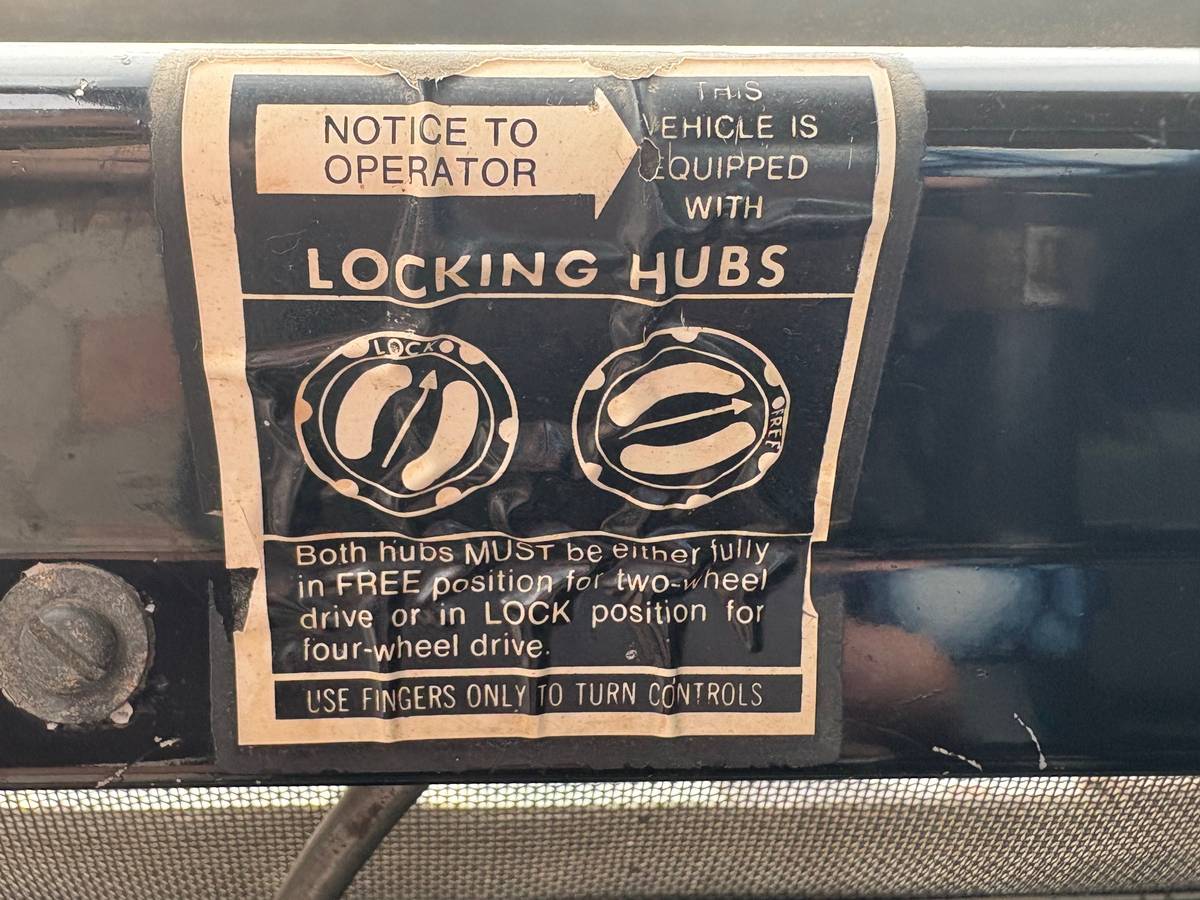 NOTICE TO
OPERATOR
THIS
VEHICLE IS
EQUIPPED
WITH
LOCKING HUBS
LOCK
FREE
Both hubs MUST be either fully
in FREE position for two-wheel
drive or in LOCK position for
four-wheel drive.
USE FINGERS ONLY TO TURN CONTROLS